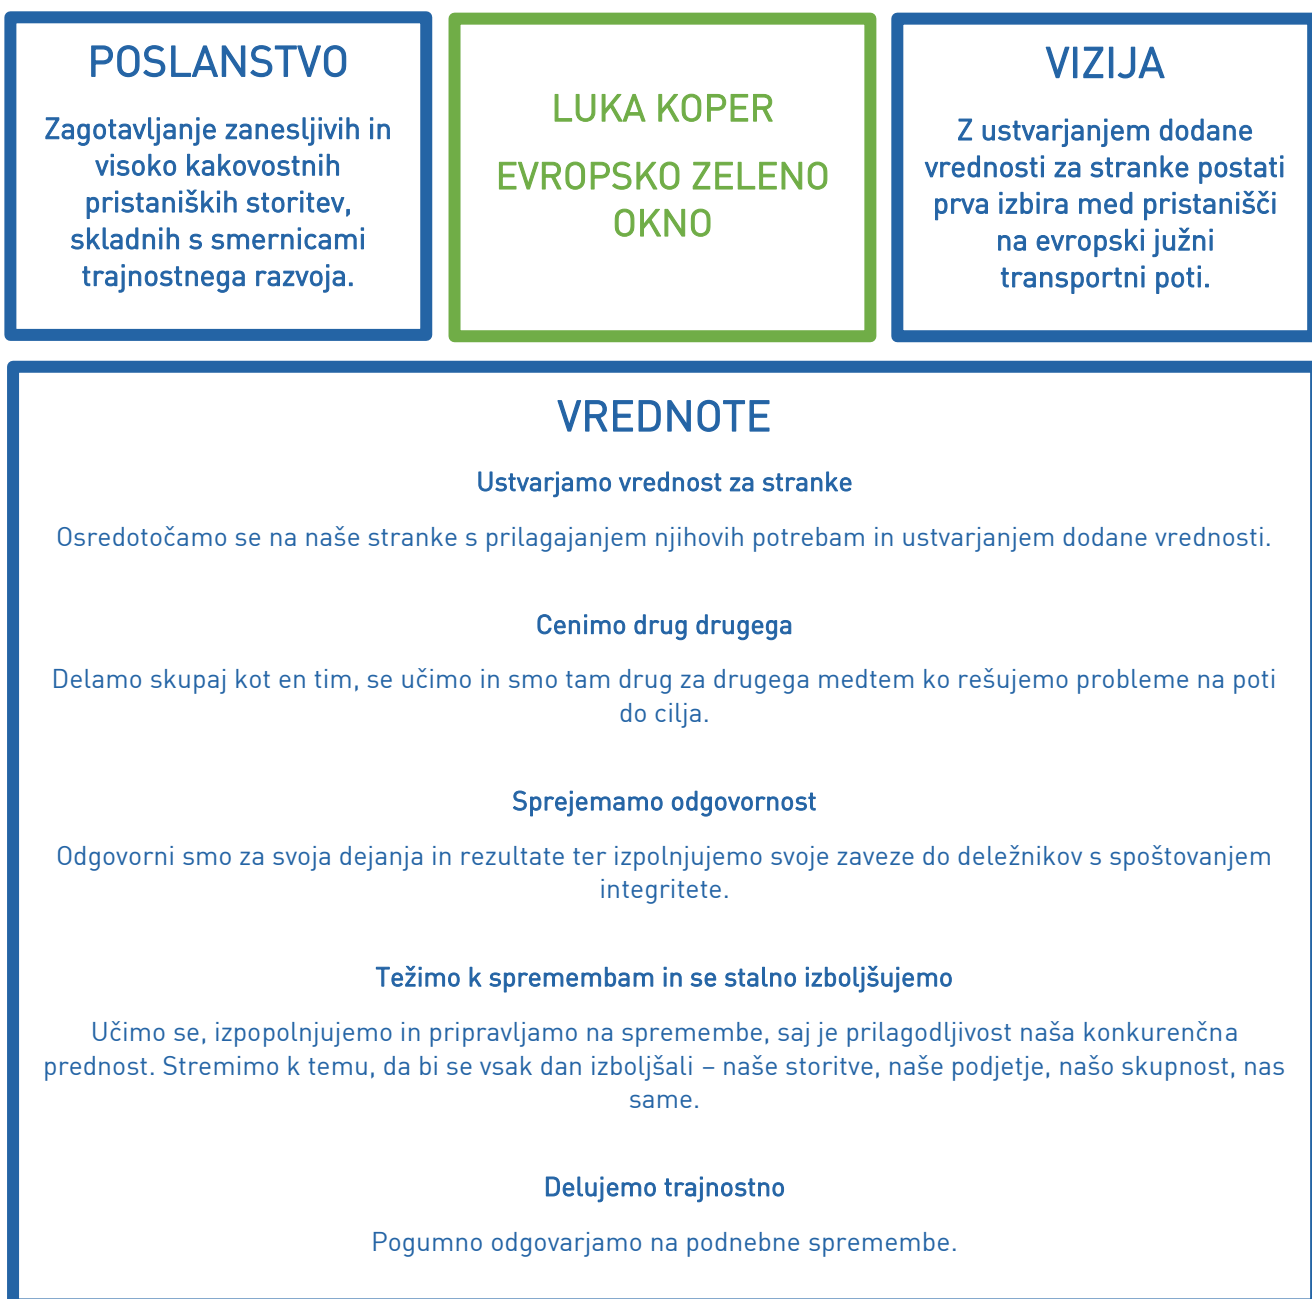 POSLANSTVO
Zagotavljanje zanesljivih in
visoko kakovostnih
pristaniških storitev,
skladnih s smernicami
trajnostnega razvoja.
LUKA KOPER
EVROPSKO ZELENO
OKNO
VIZIJA
Z ustvarjanjem dodane
vrednosti za stranke postati
prva izbira med pristanišči
na evropski južni
transportni poti.
VREDNOTE
Ustvarjamo vrednost za stranke
Osredotočamo se na naše stranke s prilagajanjem njihovih potrebam in ustvarjanjem dodane vrednosti.
Cenimo drug drugega
Delamo skupaj kot en tim, se učimo in smo tam drug za drugega medtem ko rešujemo probleme na poti
do cilja.
Sprejemamo odgovornost
Odgovorni smo za svoja dejanja in rezultate ter izpolnjujemo svoje zaveze do deležnikov s spoštovanjem
integritete.
Težimo k spremembam in se stalno izboljšujemo
Učimo se, izpopolnjujemo in pripravljamo na spremembe, saj je prilagodljivost naša konkurenčna
prednost. Stremimo k temu, da bi se vsak dan izboljšali – naše storitve, naše podjetje, našo skupnost, nas
same.
Delujemo trajnostno
Pogumno odgovarjamo na podnebne spremembe.